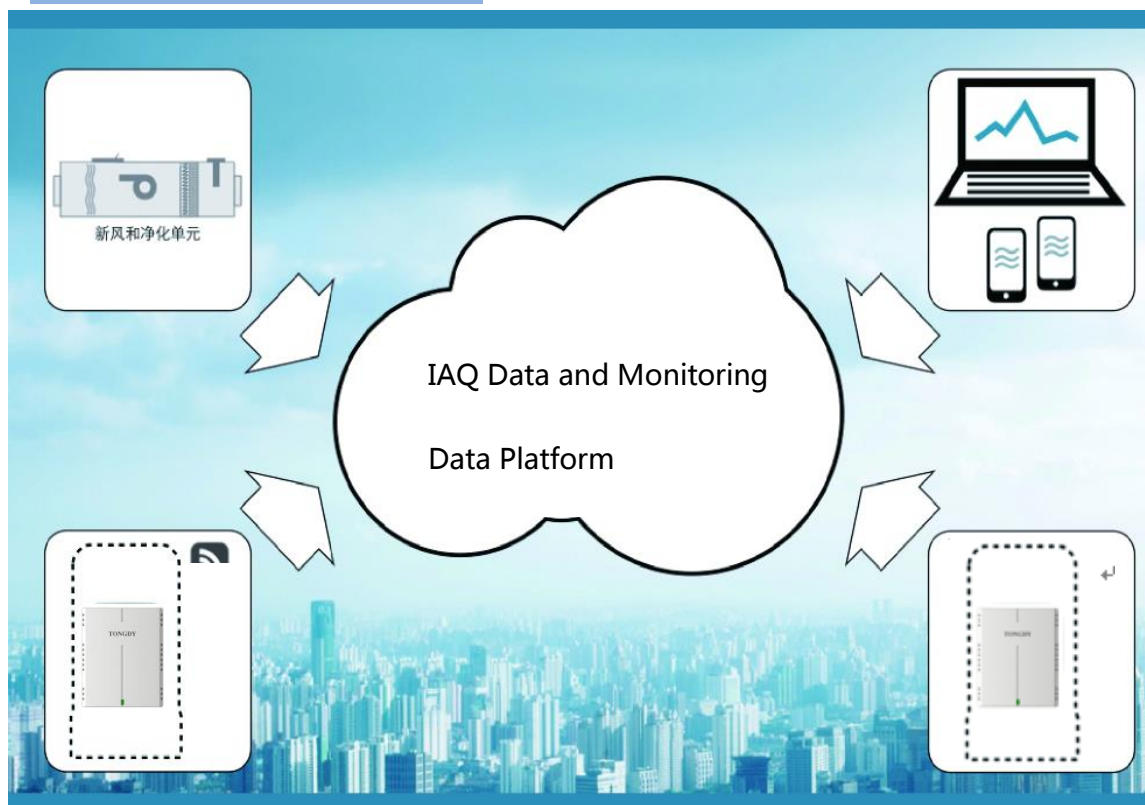 新风和净化单元
IAQ Data and Monitoring
Data Platform
TONGDY
TONGDY